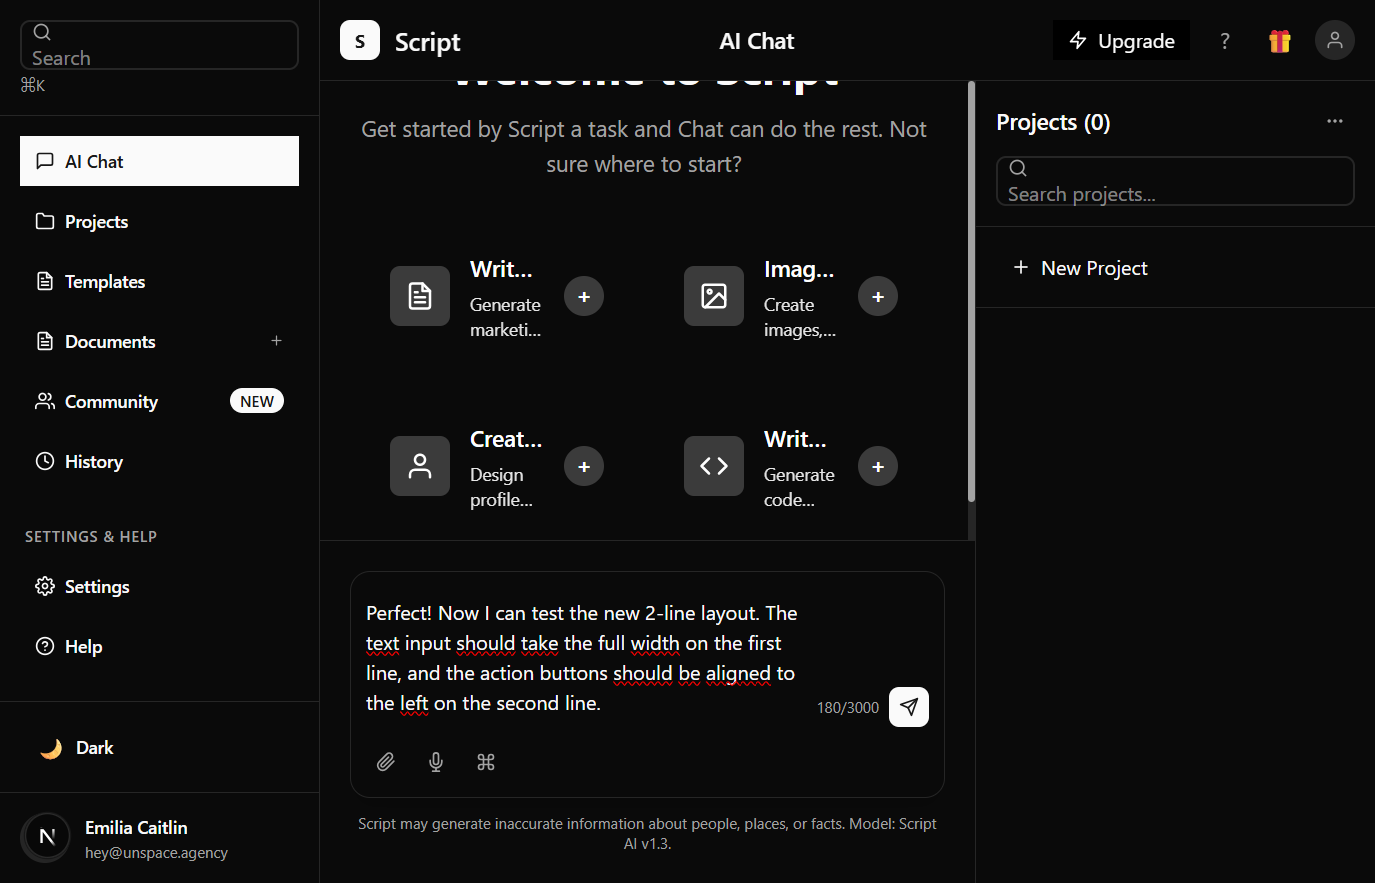 Search
⌘K
AI Chat
Projects
Templates
Documents
Community
NEW
History
SETTINGS & HELP
Settings
Help
Dark
Emilia Caitlin
hey@unspace.agency
S
Script
AI Chat
Upgrade
?
Welcome to Script
Get started by Script a task and Chat can do the rest. Not
sure where to start?
Writ...
Generate
marketi...
Imag...
Create
images,...
Creat...
Design
profile...
Writ...
Generate
code...
Perfect! Now I can test the new 2-line layout. The
text input should take the full width on the first
line, and the action buttons should be aligned to
the left on the second line.
180/3000
Script may generate inaccurate information about people, places, or facts. Model: Script
AI v1.3.
Projects (0)
Search projects...
New Project